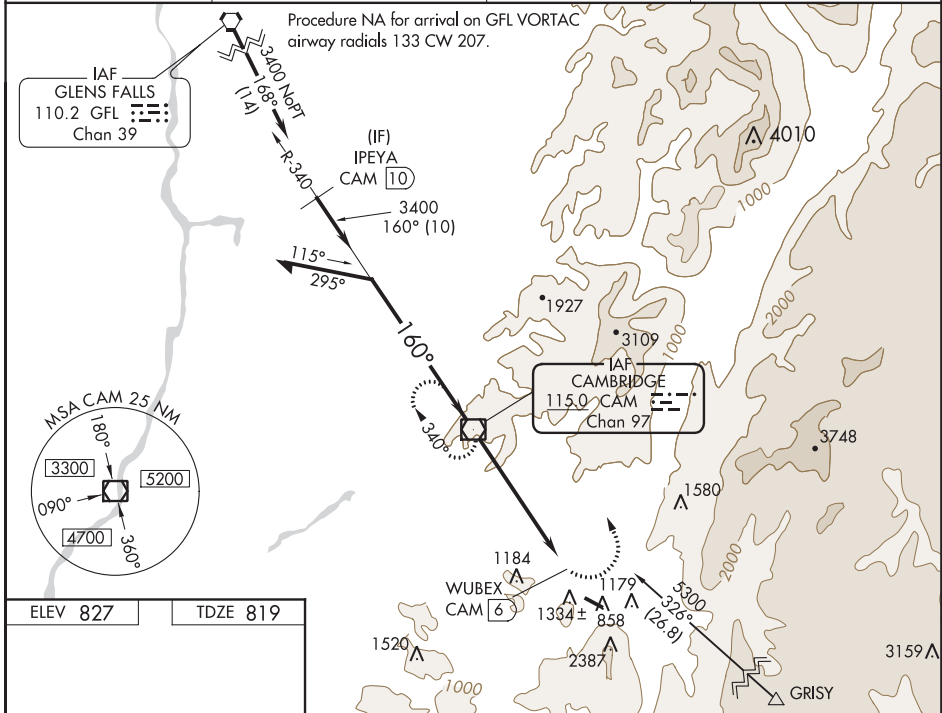 Procedure NA for arrival on GFL VORTAC
airway radials 133 CW 207.
IAF
GLENS FALLS
110.2 GFL
Chan 39
3400 NoPT
168°
(14)
R-340
(IF)
IPEYA
CAM 10
3400
160° (10)
115°
295°
160°
340°
4010
1000
1927
3109
1000
2000
IAF
CAMBRIDGE
115.0 CAM
Chan 97
3748
MSA CAM 25 NM
180°
3300
5200
090°
4700
360°
1580
2000
1184
WUBEX
CAM 6
1179
1334±
858
5300
326°
(26.8)
1520
2387
3159
1000
GRISY
ELEV 827
TDZE 819